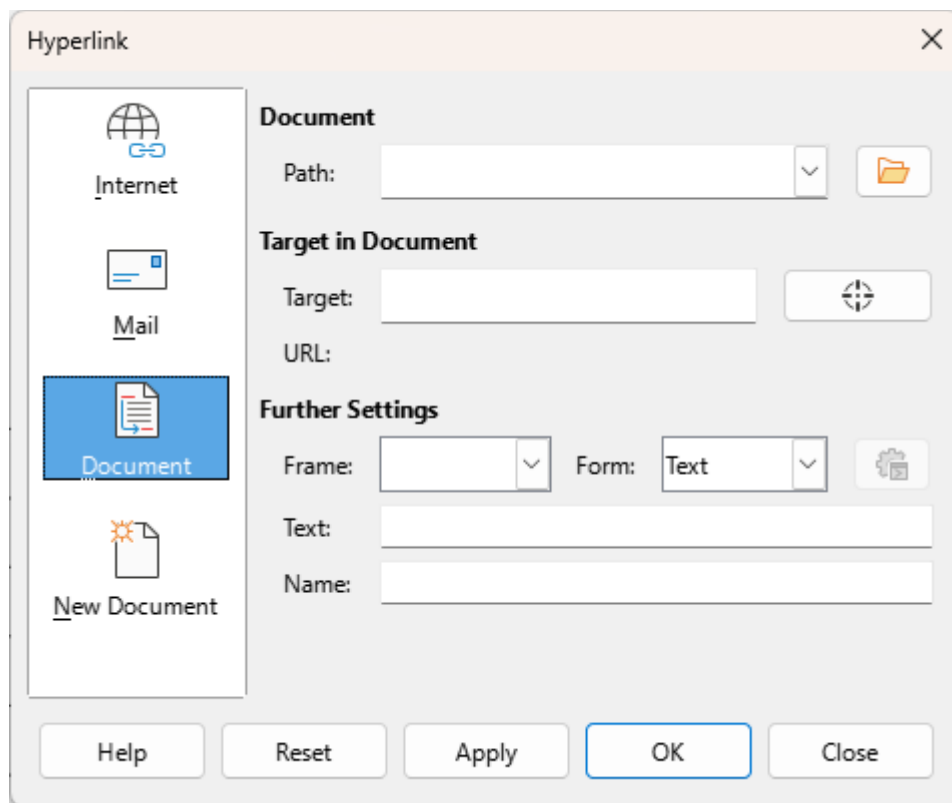 Hyperlink
Internet
Mail
Document
New Document
Document
Path:
Target in Document
Target:
URL:
Further Settings
Frame:
Form: Text
Text:
Name:
Help Reset Apply OK Close